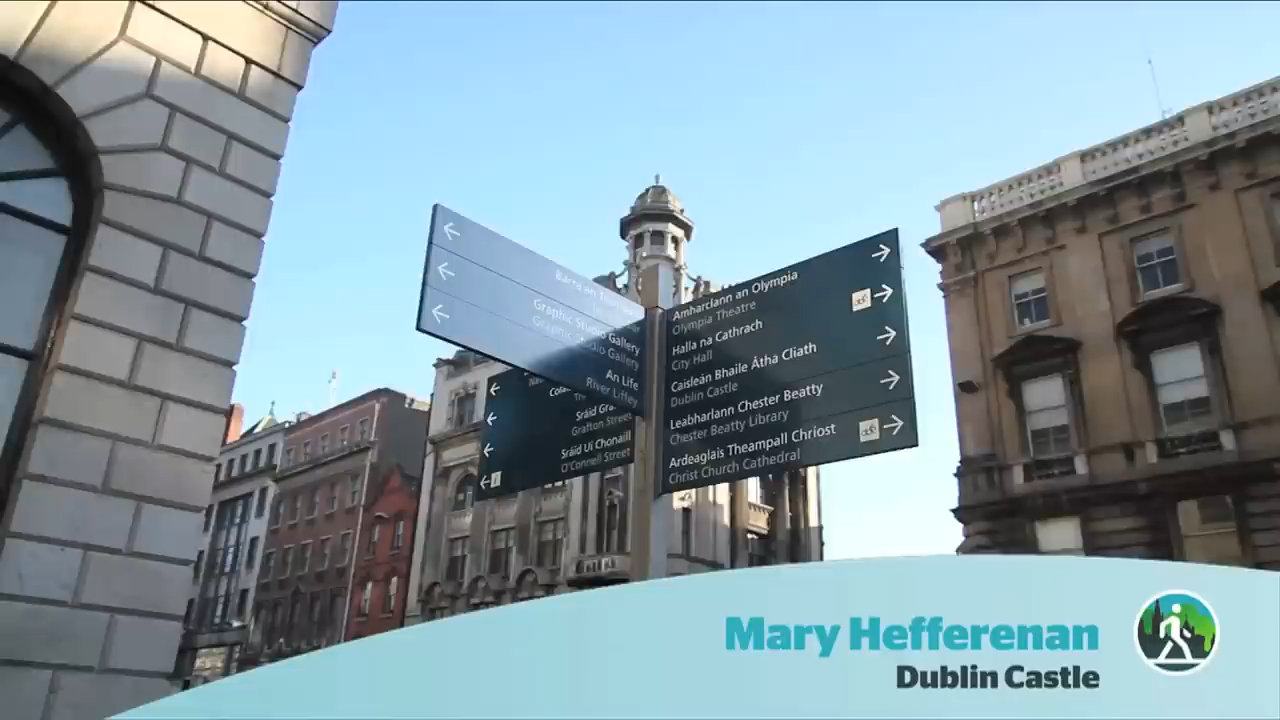 Graphic Studio Gallery
Graphic Studio Gallery
An Life
River Liffey
Sráid
Grafton Street
Sráid Uí Chonaill
O'Connell Street
Amharclann an Olympia
Olympia Theatre
Halla na Cathrach
City Hall
Caisleán Bhaile Átha Cliath
Dublin Castle
Leabharlann Chester Beatty
Chester Beatty Library
Ardeaglais Theampall Chríost
Christ Church Cathedral
Mary Hefferenan
Dublin Castle